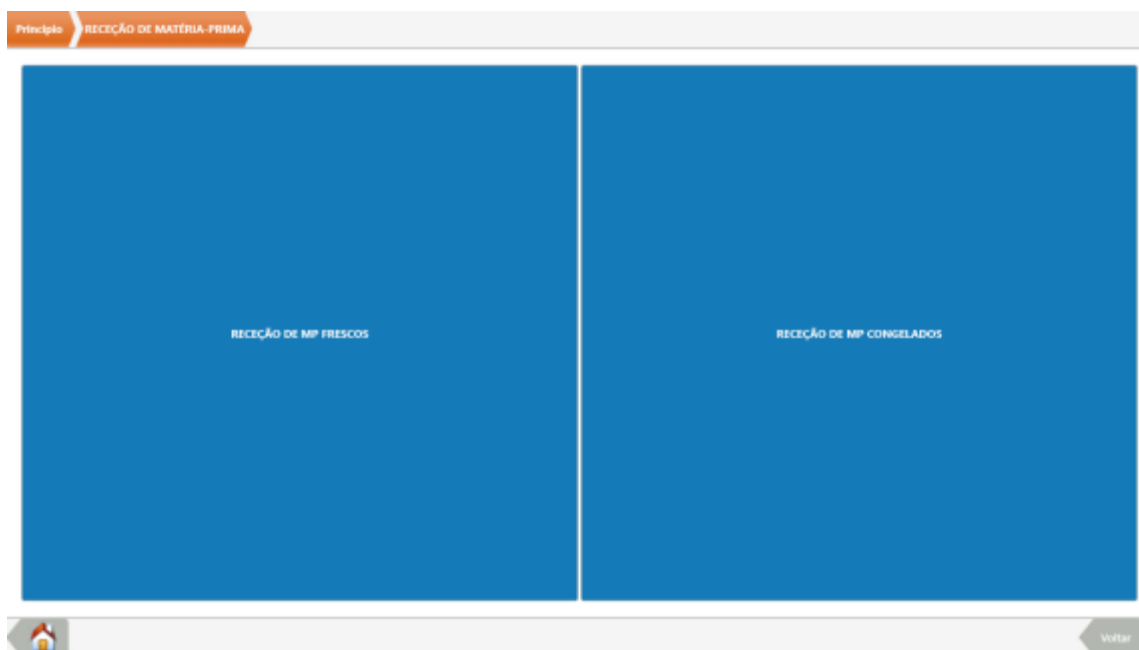 Princípio
RECEÇÃO DE MATÉRIA-PRIMA
RECEÇÃO DE MP FRESCOS
RECEÇÃO DE MP CONGELADOS
Voltar